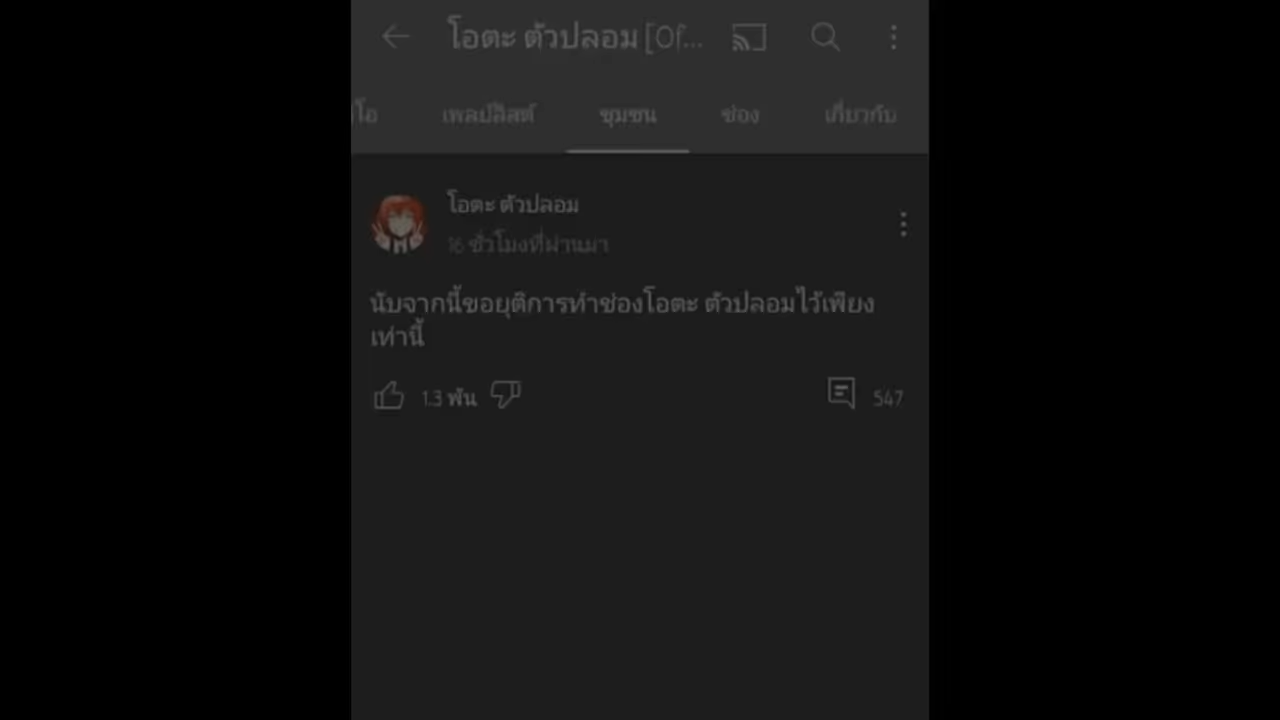 โอตะ ตัวปลอม [Of...
เพลย์ลิสต์ ชุมชน ช่อง เกี่ยวกับ
โอตะ ตัวปลอม
16 ชั่วโมงที่ผ่านมา
นับจากนี้ขอยุติการทำช่องโอตะ ตัวปลอมไว้เพียง
เท่านี้
1.3 พัน 547